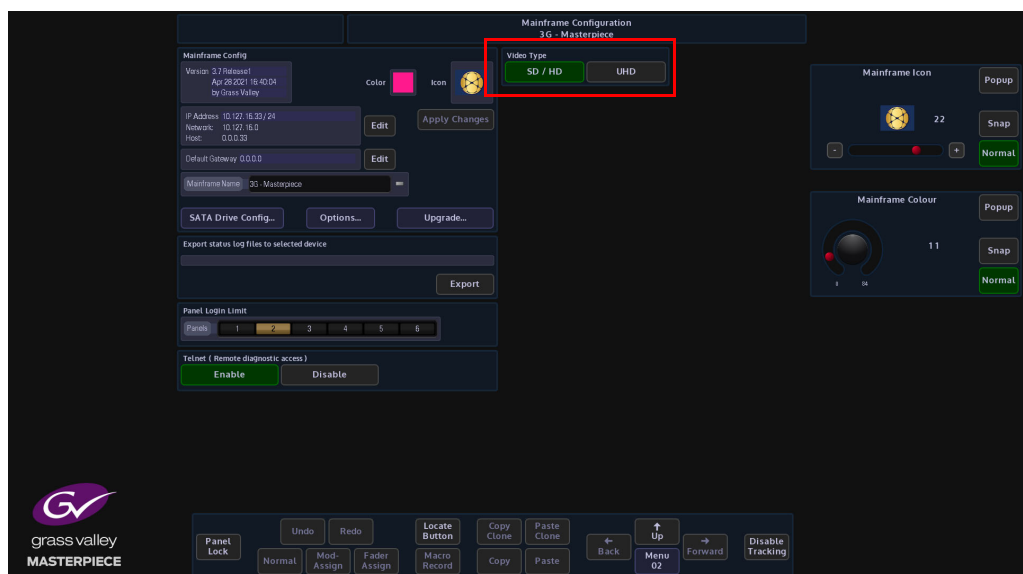 Mainframe Configuration
3G - Masterpiece
Mainframe Config
Version 3.7 Release1
Apr 28 2021 16:40:04
by Grass Valley
Color
Icon
IP Address 10.127.16.33 / 24
Network: 10.127.16.0
Host: 0.0.0.33
Edit
Apply Changes
Default Gateway 0.0.0.0
Edit
Mainframe Name 3G - Masterpiece
SATA Drive Config...
Options...
Upgrade...
Export status log files to selected device
Export
Panel Login Limit
Panels 1 2 3 4 5 6
Telnet ( Remote diagnostic access )
Enable
Disable
Video Type
SD / HD
UHD
Mainframe Icon
Popup
22
Snap
- +
Normal
Mainframe Colour
Popup
11
Snap
0 84
Normal
grass valley
MASTERPIECE
Panel
Lock
Undo
Redo
Normal
Mod-
Assign
Fader
Assign
Locate
Button
Macro
Record
Copy
Clone
Paste
Clone
Copy
Paste
←
Back
↑
Up
Menu
02
→
Forward
Disable
Tracking